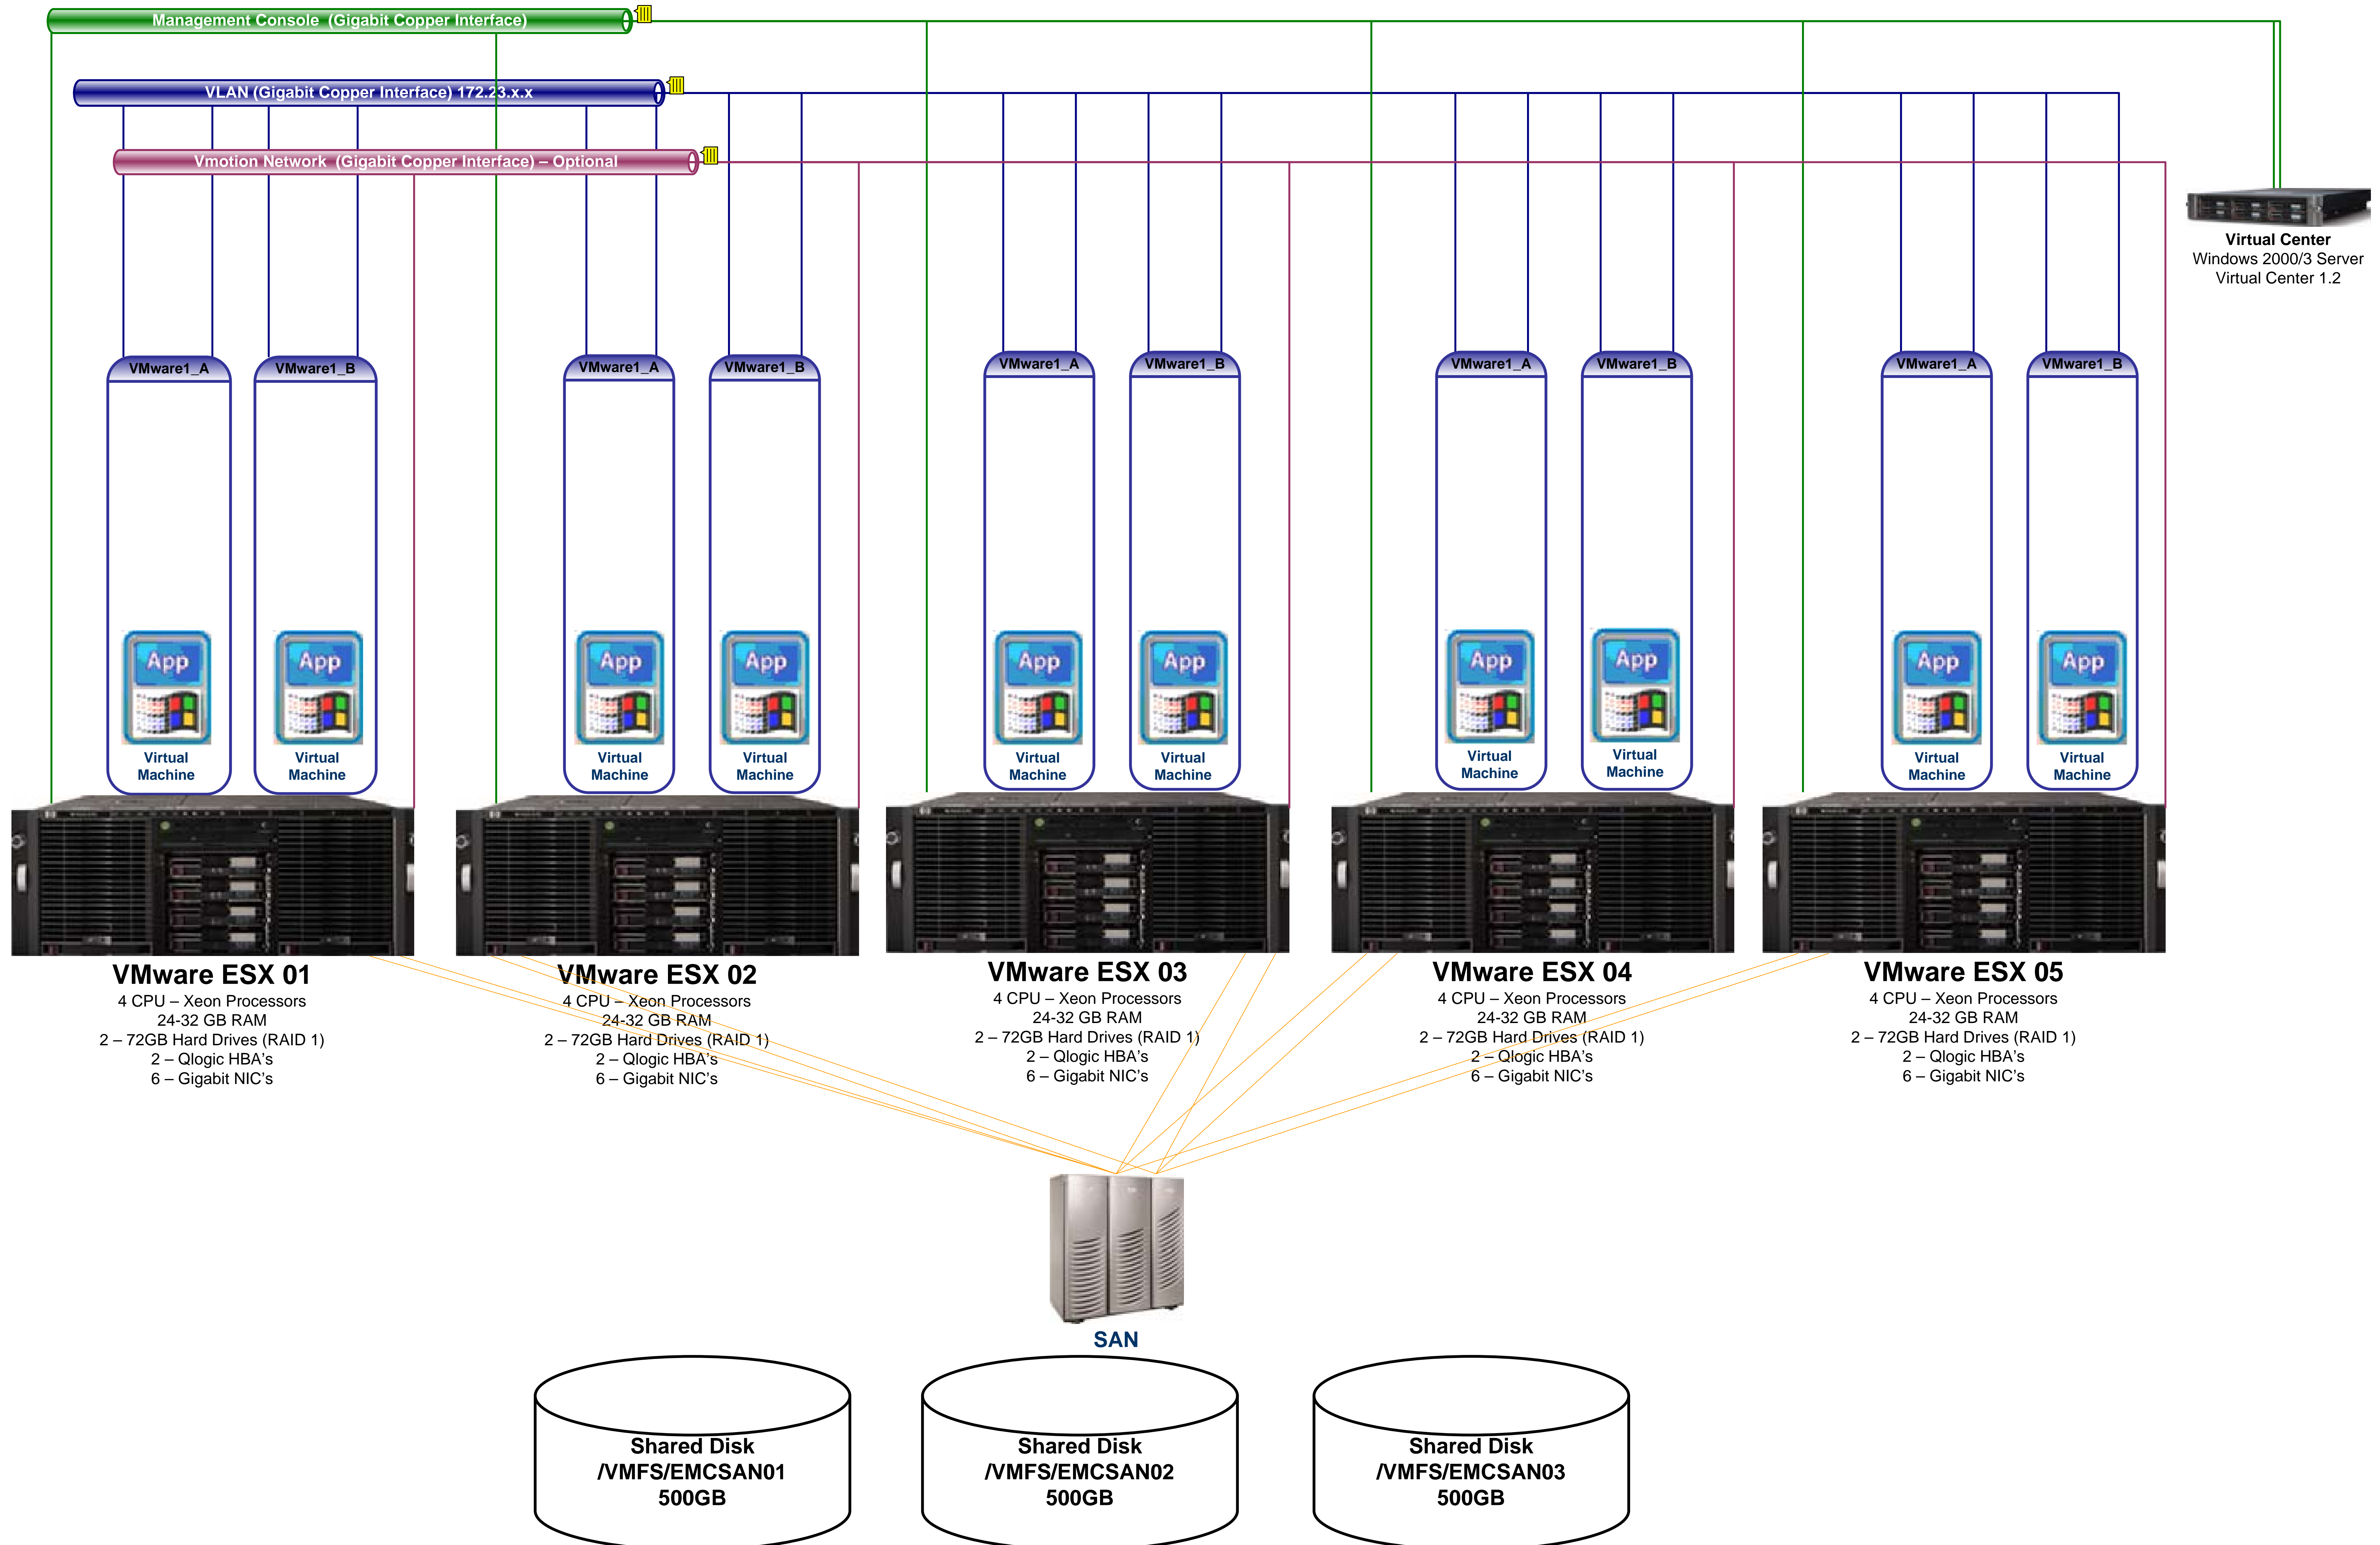 Management Console  (Gigabit Copper Interface)
VLAN (Gigabit Copper Interface) 172.23.x.x
Vmotion Network  (Gigabit Copper Interface) – Optional
Virtual Center
Windows 2000/3 Server
Virtual Center 1.2
VMware1_A
VMware1_B
VMware1_A
VMware1_B
VMware1_A
VMware1_B
VMware1_A
VMware1_B
VMware1_A
VMware1_B
App
Virtual
Machine
App
Virtual
Machine
App
Virtual
Machine
App
Virtual
Machine
App
Virtual
Machine
App
Virtual
Machine
App
Virtual
Machine
App
Virtual
Machine
App
Virtual
Machine
App
Virtual
Machine
VMware ESX 01
4 CPU – Xeon Processors
24-32 GB RAM
2 – 72GB Hard Drives (RAID 1)
2 – Qlogic HBA’s
6 – Gigabit NIC’s
VMware ESX 02
4 CPU – Xeon Processors
24-32 GB RAM
2 – 72GB Hard Drives (RAID 1)
2 – Qlogic HBA’s
6 – Gigabit NIC’s
VMware ESX 03
4 CPU – Xeon Processors
24-32 GB RAM
2 – 72GB Hard Drives (RAID 1)
2 – Qlogic HBA’s
6 – Gigabit NIC’s
VMware ESX 04
4 CPU – Xeon Processors
24-32 GB RAM
2 – 72GB Hard Drives (RAID 1)
2 – Qlogic HBA’s
6 – Gigabit NIC’s
VMware ESX 05
4 CPU – Xeon Processors
24-32 GB RAM
2 – 72GB Hard Drives (RAID 1)
2 – Qlogic HBA’s
6 – Gigabit NIC’s
SAN
Shared Disk
/VMFS/EMCSAN01
500GB
Shared Disk
/VMFS/EMCSAN02
500GB
Shared Disk
/VMFS/EMCSAN03
500GB